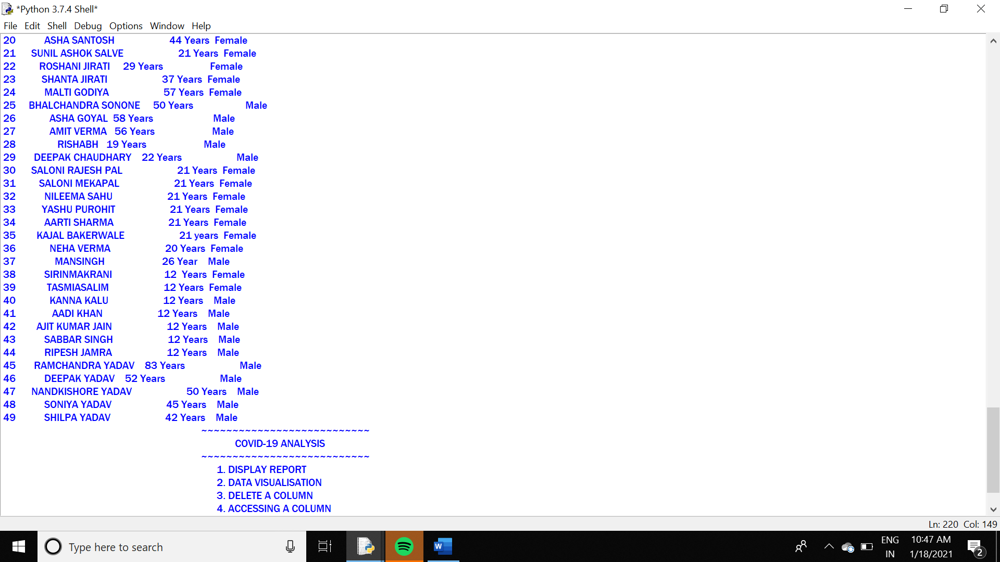 *Python 3.7.4 Shell*
File Edit Shell Debug Options Window Help
20 ASHA SANTOSH 44 Years Female
21 SUNIL ASHOK SALVE 21 Years Female
22 ROSHANI JIRATI 29 Years Female
23 SHANTA JIRATI 37 Years Female
24 MALTI GODIYA 57 Years Female
25 BHALCHANDRA SONONE 50 Years Male
26 ASHA GOYAL 58 Years Male
27 AMIT VERMA 56 Years Male
28 RISHABH 19 Years Male
29 DEEPAK CHAUDHARY 22 Years Male
30 SALONI RAJESH PAL 21 Years Female
31 SALONI MEKAPAL 21 Years Female
32 NILEEMA SAHU 21 Years Female
33 YASHU PUROHIT 21 Years Female
34 AARTI SHARMA 21 Years Female
35 KAJAL BAKERWALE 21 years Female
36 NEHA VERMA 20 Years Female
37 MANSINGH 26 Year Male
38 SIRINMAKRANI 12 Years Female
39 TASMIASALIM 12 Years Female
40 KANNA KALU 12 Years Male
41 AADI KHAN 12 Years Male
42 AJIT KUMAR JAIN 12 Years Male
43 SABBAR SINGH 12 Years Male
44 RIPESH JAMRA 12 Years Male
45 RAMCHANDRA YADAV 83 Years Male
46 DEEPAK YADAV 52 Years Male
47 NANDKISHORE YADAV 50 Years Male
48 SONIYA YADAV 45 Years Male
49 SHILPA YADAV 42 Years Male
~~~~~~~~~~~~~~~~~~~~~~~~~~~
COVID-19 ANALYSIS
~~~~~~~~~~~~~~~~~~~~~~~~~~~
1. DISPLAY REPORT
2. DATA VISUALISATION
3. DELETE A COLUMN
4. ACCESSING A COLUMN
Ln: 220 Col: 149
Type here to search
W
ENG
IN
10:47 AM
1/18/2021
2